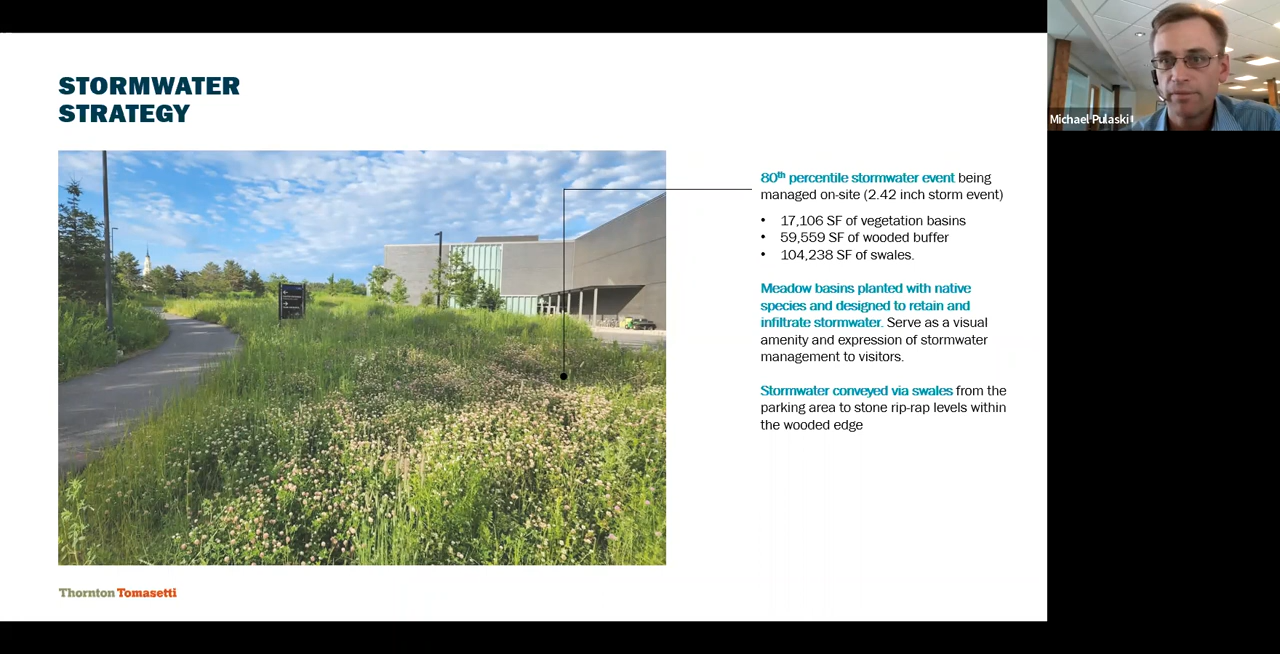 STORMWATER
STRATEGY
80th percentile stormwater event being
managed on-site (2.42 inch storm event)
• 17,106 SF of vegetation basins
• 59,559 SF of wooded buffer
• 104,238 SF of swales.
Meadow basins planted with native
species and designed to retain and
infiltrate stormwater. Serve as a visual
amenity and expression of stormwater
management to visitors.
Stormwater conveyed via swales from the
parking area to stone rip-rap levels within
the wooded edge
Thornton Tomasetti
Michael Pulaski